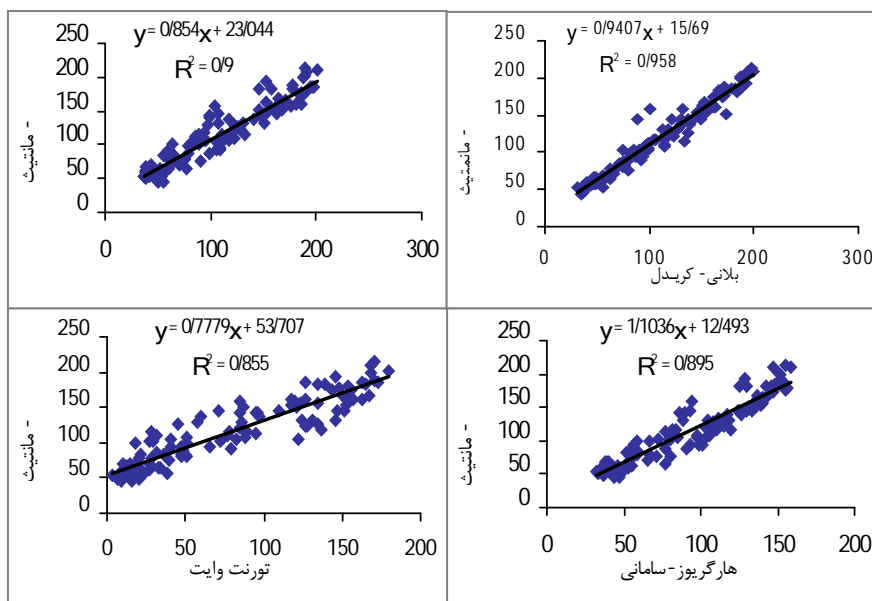 y = 0/854x + 23/044
R² = 0/9
250
200
150
100
50
0
مانتیث -
0
100
200
300
y = 0/9407x + 15/69
R² = 0/958
250
200
150
100
50
0
مانمتیث -
0
100
200
300
بلانی- کریدل
y = 0/7779x + 53/707
R² = 0/855
250
200
150
100
50
0
مانتیث -
0
50
100
150
200
تورنت وایت
y = 1/1036x + 12/493
R² = 0/895
250
200
150
100
50
0
مانتیث -
0
50
100
150
200
هارگریوز-سامانی